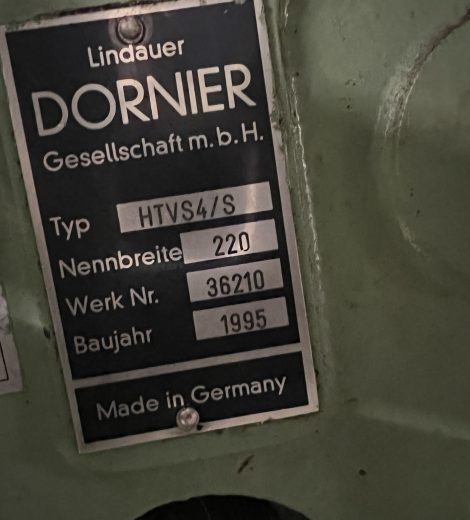 Lindauer
DORNIER
Gesellschaft m.b.H.
Typ HTVS4/S
Nennbreite 220
Werk Nr. 36210
Baujahr 1995
Made in Germany